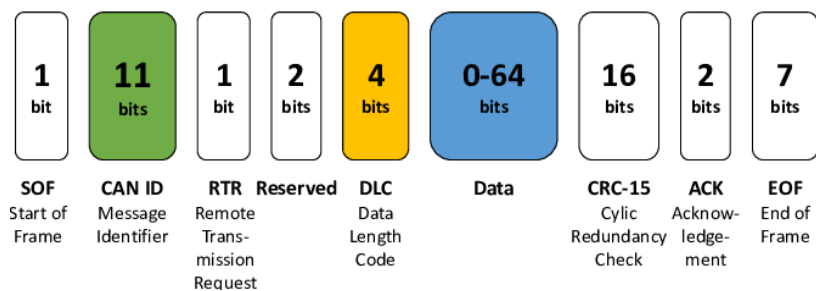 1
bit
11
bits
1
bit
2
bits
4
bits
0-64
bits
16
bits
2
bits
7
bits
SOF
Start of
Frame
CAN ID
Message
Identifier
RTR
Remote
Trans-
mission
Request
Reserved
DLC
Data
Length
Code
Data
CRC-15
Cylic
Redundancy
Check
ACK
Acknow-
ledge-
ment
EOF
End of
Frame